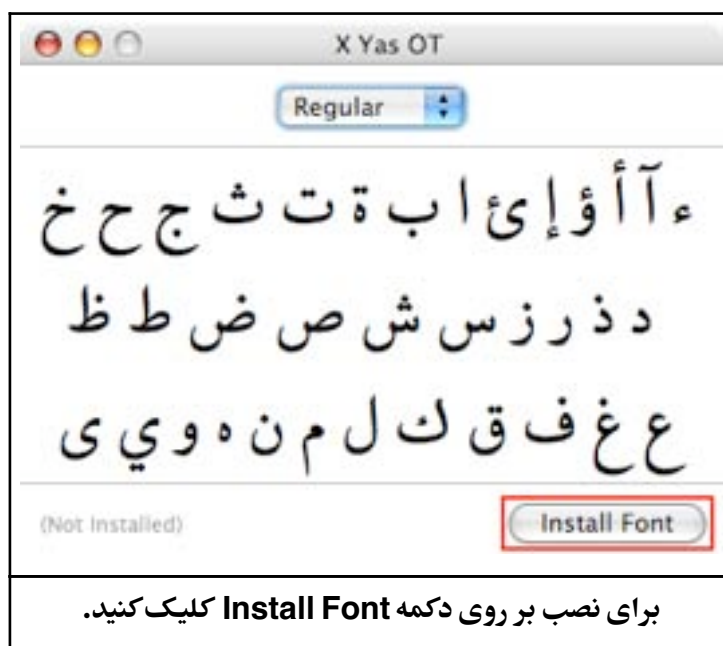 X Yas OT
Regular
ء آ أ ؤ إ ئ ا ب ة ت ث ج ح خ
د ذ ر ز س ش ص ض ط ظ
ع غ ف ق ك ل م ن ه و ي ى
(Not Installed) Install Font
برای نصب بر روی دکمه Install Font کلیک کنید.